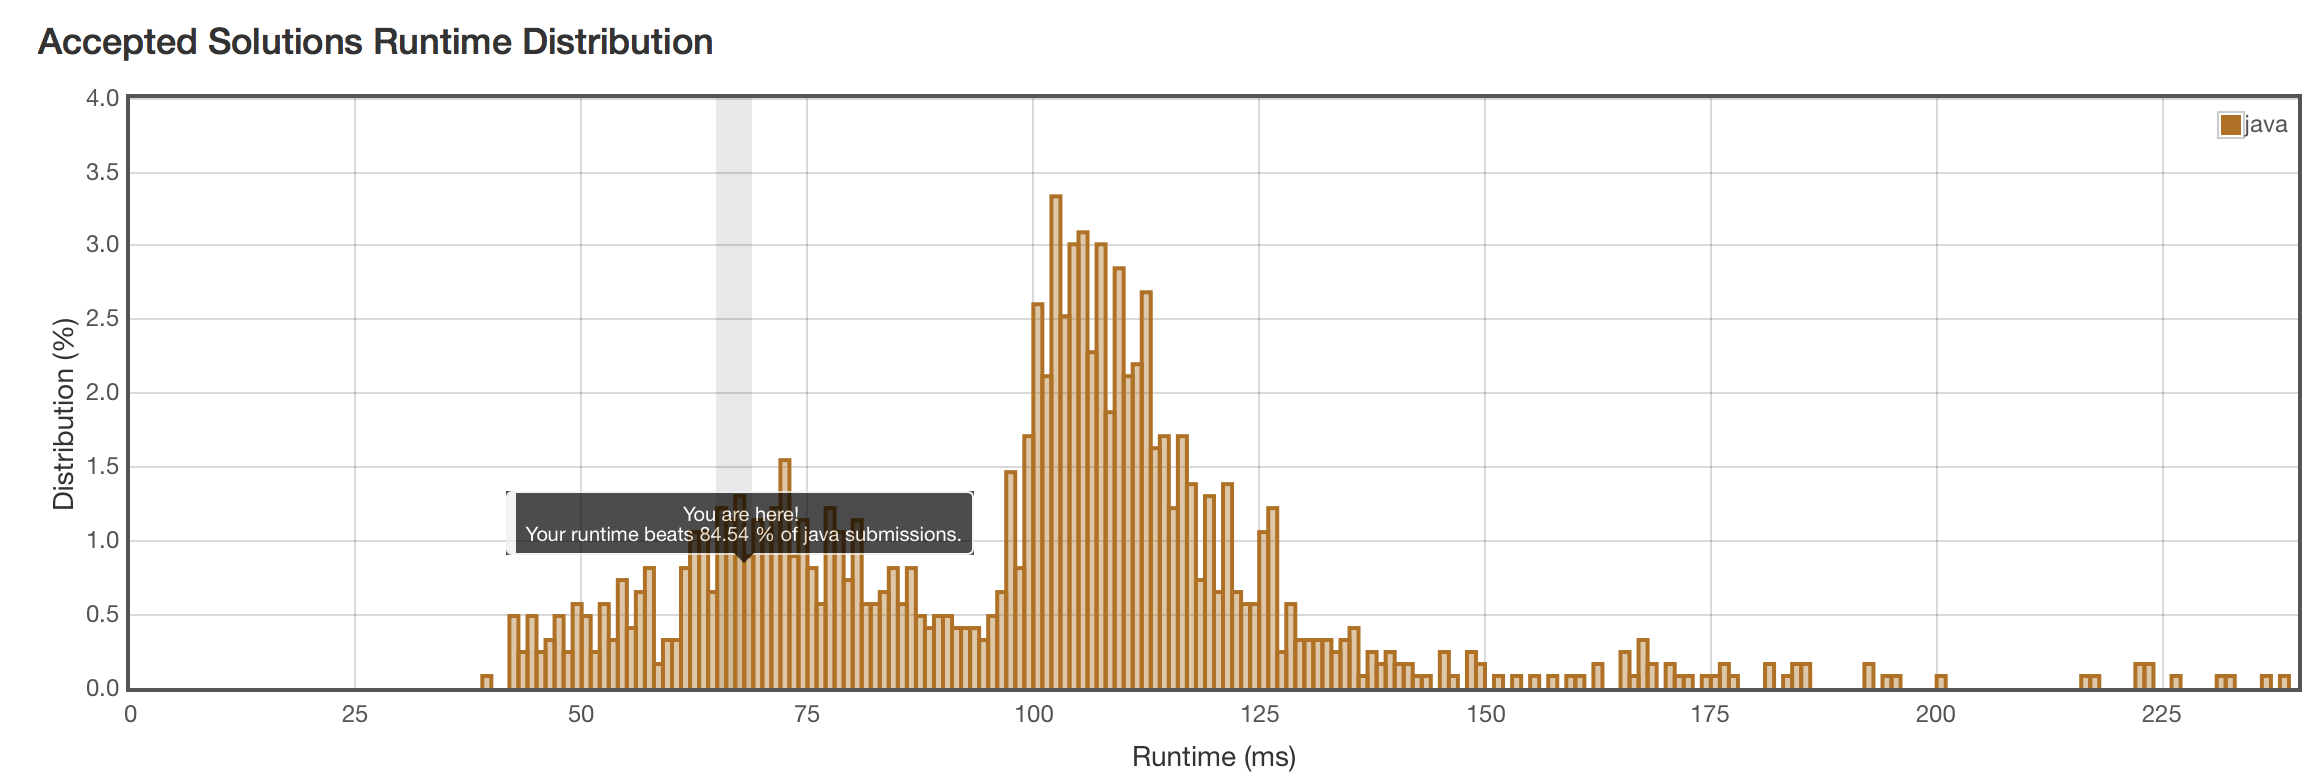 Accepted Solutions Runtime Distribution
4.0
3.5
3.0
2.5
2.0
1.5
1.0
0.5
0.0
Distribution (%)
java
You are here!
Your runtime beats 84.54 % of java submissions.
0 25 50 75 100 125 150 175 200 225
Runtime (ms)